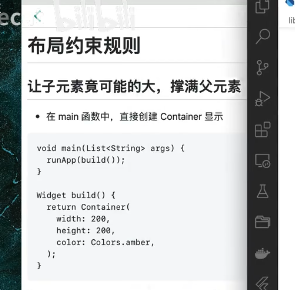 ec
布局约束规则
让子元素竟可能的大，撑满父元素
• 在 main 函数中，直接创建 Container 显示
void main(List<String> args) {
  runApp(build());
}
Widget build() {
  return Container(
    width: 200,
    height: 200,
    color: Colors.amber,
  );
}
lib